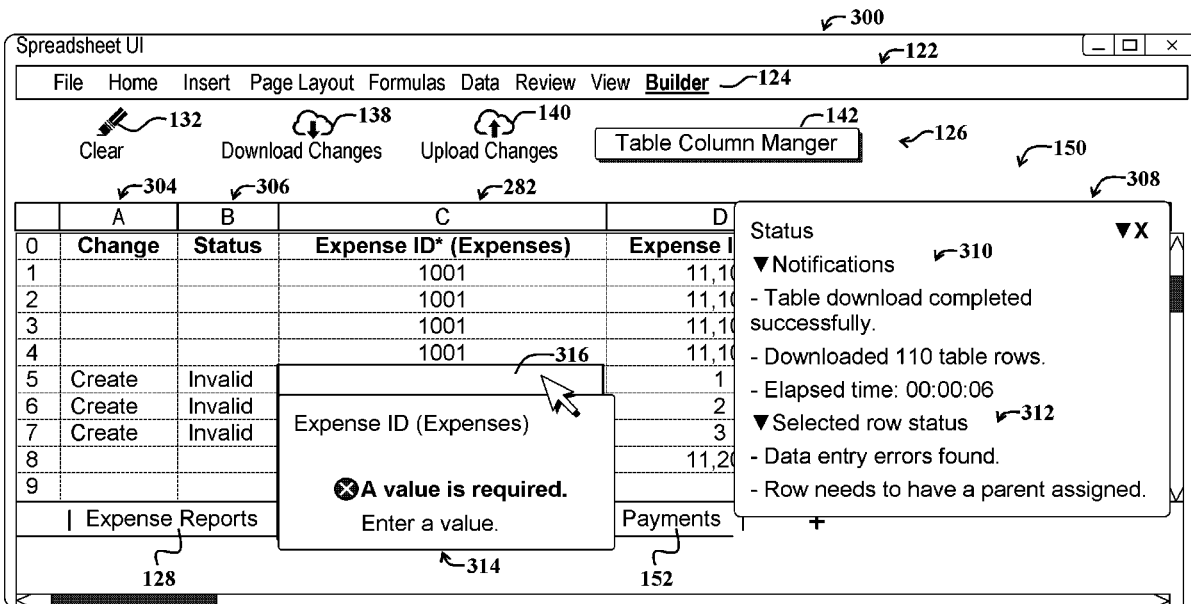 300
Spreadsheet UI
122
File Home Insert Page Layout Formulas Data Review View Builder 124
132 138 140 142 126
Clear Download Changes Upload Changes Table Column Manger
150
304 306 282 308
A B C D
0 Change Status Expense ID* (Expenses) Expense I
1 1001 11,10
2 1001 11,10
3 1001 11,10
4 1001 11,10
316
5 Create Invalid 1
6 Create Invalid 2
7 Create Invalid 3
8 11,20
9
Expense ID (Expenses)
A value is required.
Enter a value.
314
Status ▼X
▼Notifications 310
- Table download completed
successfully.
- Downloaded 110 table rows.
- Elapsed time: 00:00:06
▼Selected row status 312
- Data entry errors found.
- Row needs to have a parent assigned.
| Expense Reports Payments | +
128 152